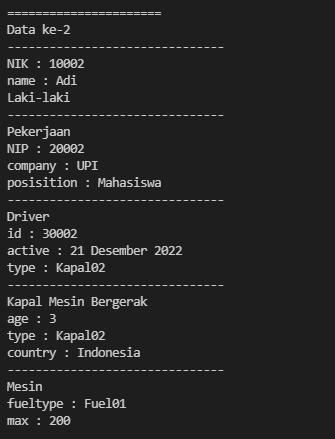 ======================
Data ke-2
-------------------------------
NIK : 10002
name : Adi
Laki-laki
-------------------------------
Pekerjaan
NIP : 20002
company : UPI
posisition : Mahasiswa
-------------------------------
Driver
id : 30002
active : 21 Desember 2022
type : Kapal02
-------------------------------
Kapal Mesin Bergerak
age : 3
type : Kapal02
country : Indonesia
-------------------------------
Mesin
fueltype : Fuel01
max : 200